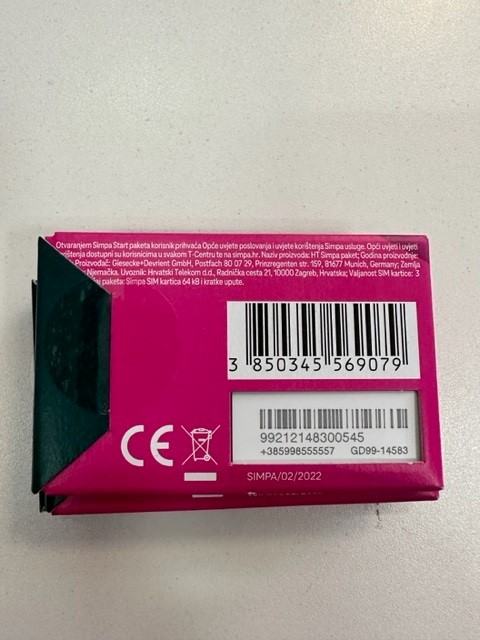 Otvaranjem Simpa Start paketa korisnik prihvaća Opće uvjete poslovanja i uvjete korištenja Simpa usluge. Opći uvjeti i uvjeti
korištenja dostupni su korisnicima u svakom T-Centru te na simpa.hr. Naziv proizvoda: HT Simpa paket; Godina proizvodnje:
Proizvođač: Giesecke+Devrient GmbH, Postfach 80 07 29, Prinzregenten str. 159, 81677 Munich, Germany; Zemlja
Njemačka. Uvoznik: Hrvatski Telekom d.d., Radnička cesta 21, 10000 Zagreb, Hrvatska; Valjanost SIM kartice: 3
paketa: Simpa SIM kartica 64 kB i kratke upute.
3 850345 569079
99212148300545
+385998555557 GD99-14583
CE
SIMPA/02/2022